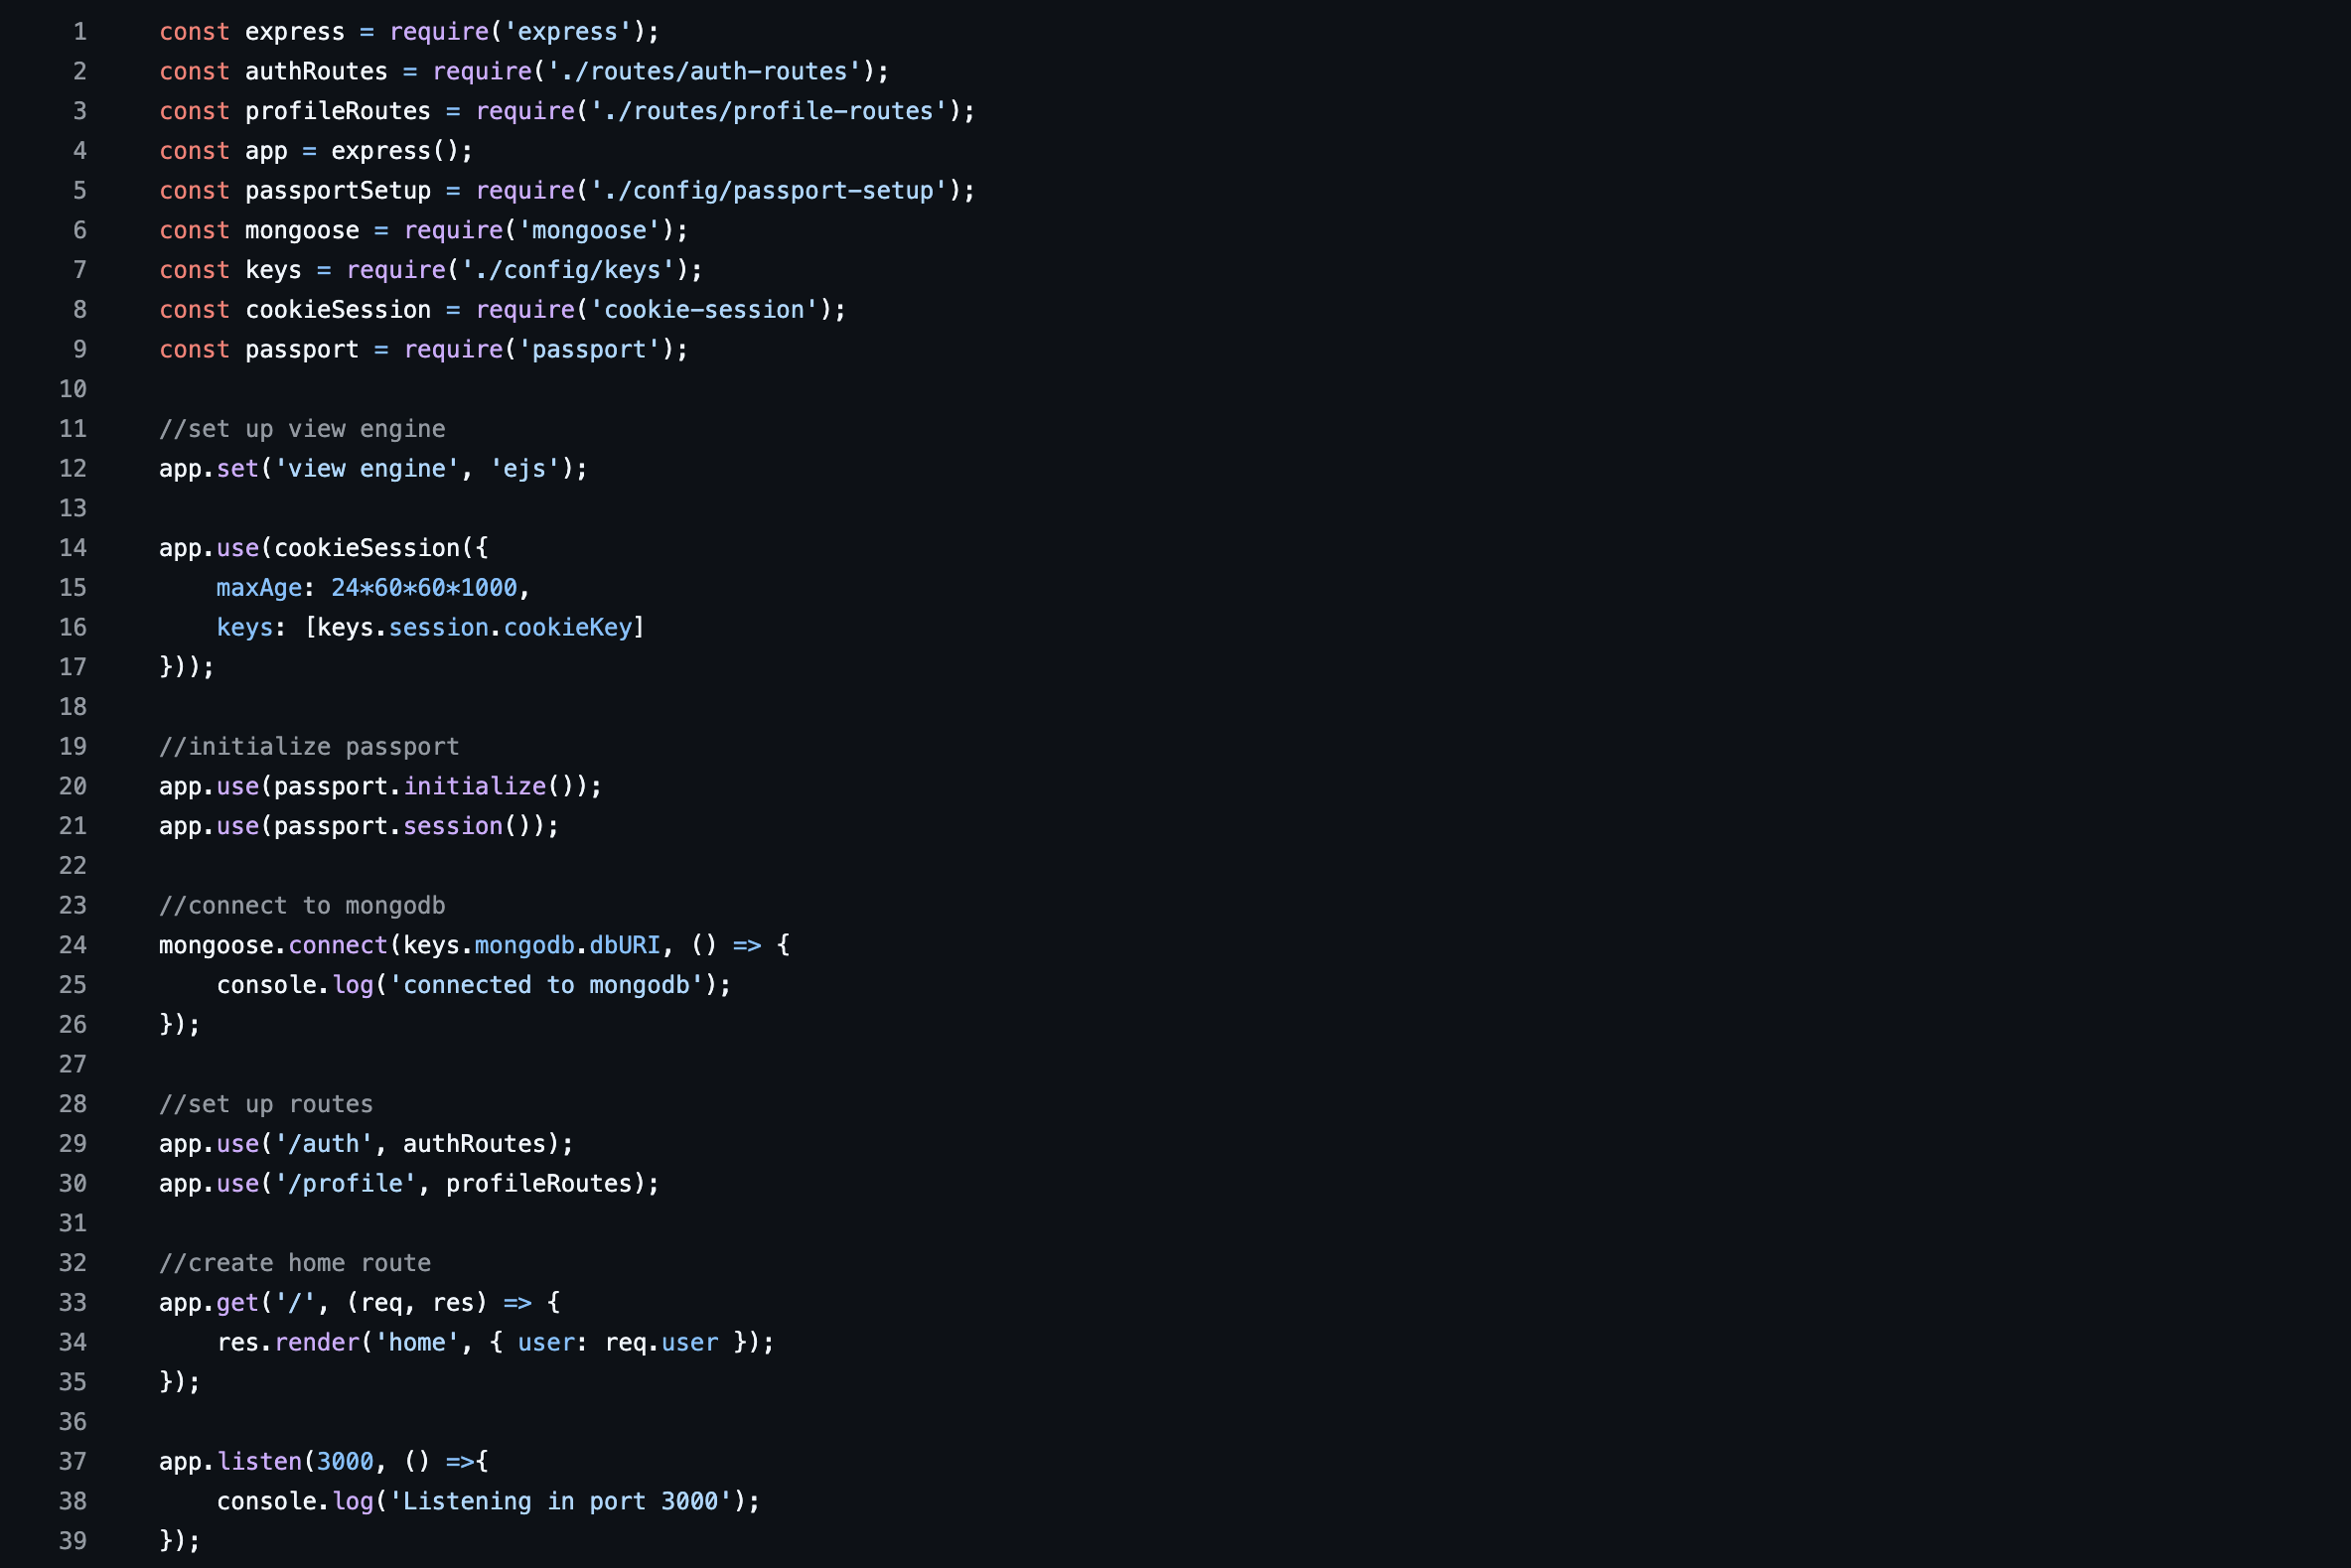 1 const express = require('express');
2 const authRoutes = require('./routes/auth-routes');
3 const profileRoutes = require('./routes/profile-routes');
4 const app = express();
5 const passportSetup = require('./config/passport-setup');
6 const mongoose = require('mongoose');
7 const keys = require('./config/keys');
8 const cookieSession = require('cookie-session');
9 const passport = require('passport');
10
11 //set up view engine
12 app.set('view engine', 'ejs');
13
14 app.use(cookieSession({
15     maxAge: 24*60*60*1000,
16     keys: [keys.session.cookieKey]
17 }));
18
19 //initialize passport
20 app.use(passport.initialize());
21 app.use(passport.session());
22
23 //connect to mongodb
24 mongoose.connect(keys.mongodb.dbURI, () => {
25     console.log('connected to mongodb');
26 });
27
28 //set up routes
29 app.use('/auth', authRoutes);
30 app.use('/profile', profileRoutes);
31
32 //create home route
33 app.get('/', (req, res) => {
34     res.render('home', { user: req.user });
35 });
36
37 app.listen(3000, () =>{
38     console.log('Listening in port 3000');
39 });